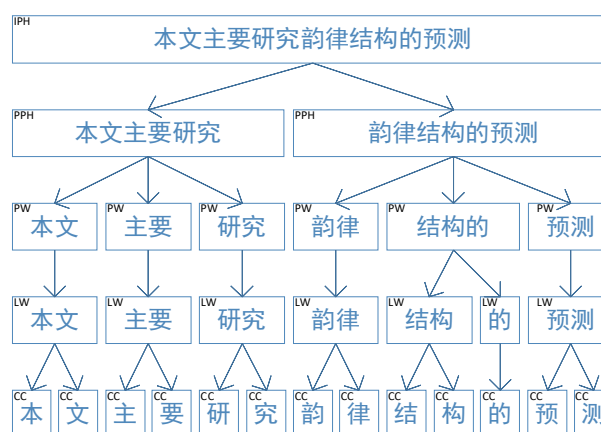 IPH
本文主要研究韵律结构的预测
PPH PPH
本文主要研究 韵律结构的预测
PW PW PW PW PW PW
本文 主要 研究 韵律 结构的 预测
LW LW LW LW LW LW LW
本文 主要 研究 韵律 结构 的 预测
CC CC CC CC CC CC CC CC CC CC CC CC CC
本 文 主 要 研 究 韵 律 结 构 的 预 测